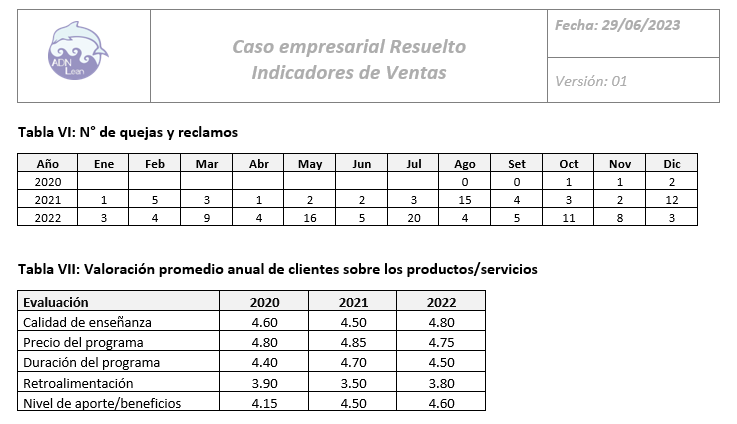 ADN
Lean
Caso empresarial Resuelto
Indicadores de Ventas
Fecha: 29/06/2023
Versión: 01
Tabla VI: N° de quejas y reclamos
Año Ene Feb Mar Abr May Jun Jul Ago Set Oct Nov Dic
2020 0 0 1 1 2
2021 1 5 3 1 2 2 3 15 4 3 2 12
2022 3 4 9 4 16 5 20 4 5 11 8 3
Tabla VII: Valoración promedio anual de clientes sobre los productos/servicios
Evaluación 2020 2021 2022
Calidad de enseñanza 4.60 4.50 4.80
Precio del programa 4.80 4.85 4.75
Duración del programa 4.40 4.70 4.50
Retroalimentación 3.90 3.50 3.80
Nivel de aporte/beneficios 4.15 4.50 4.60